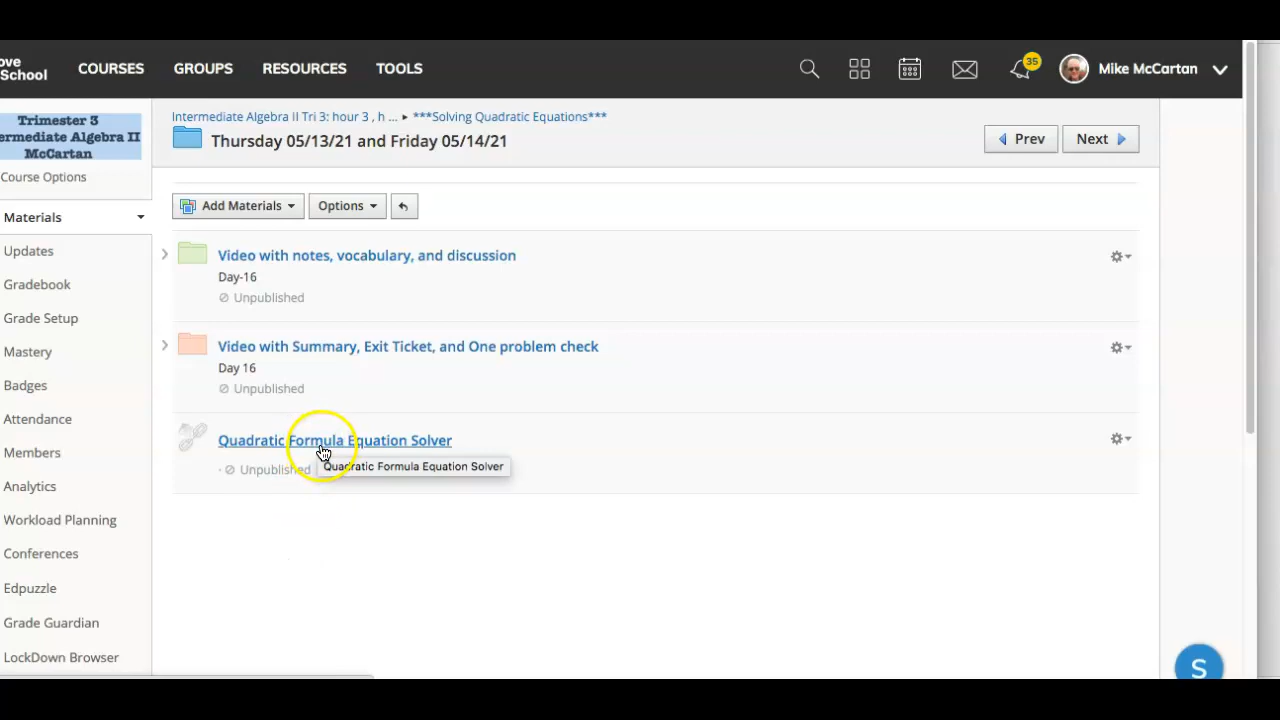 ove
School
COURSES
GROUPS
RESOURCES
TOOLS
35
Mike McCartan
Trimester 3
ermediate Algebra II
McCartan
Course Options
Materials
Updates
Gradebook
Grade Setup
Mastery
Badges
Attendance
Members
Analytics
Workload Planning
Conferences
Edpuzzle
Grade Guardian
LockDown Browser
Intermediate Algebra II Tri 3: hour 3 , h ... ▸ ***Solving Quadratic Equations***
Thursday 05/13/21 and Friday 05/14/21
Prev
Next
Add Materials
Options
Video with notes, vocabulary, and discussion
Day-16
Unpublished
Video with Summary, Exit Ticket, and One problem check
Day 16
Unpublished
Quadratic Formula Equation Solver
· Unpublished
Quadratic Formula Equation Solver
S